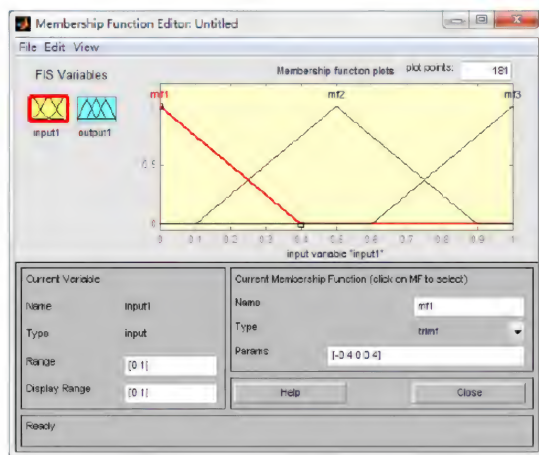 Membership Function Editor: Untitled
File Edit View
FIS Variables
Membership function plots plot points: 181
mf1 mf2 mf3
input1 output1
0.5
0
0 0.1 0.2 0.3 0.4 0.5 0.6 0.7 0.8 0.9 1
input variable "input1"
Current Variable
Name input1
Type input
Range [0 1]
Display Range [0 1]
Current Membership Function (click on MF to select)
Name mf1
Type trimf
Params [-0.4 0 0.4]
Help Close
Ready